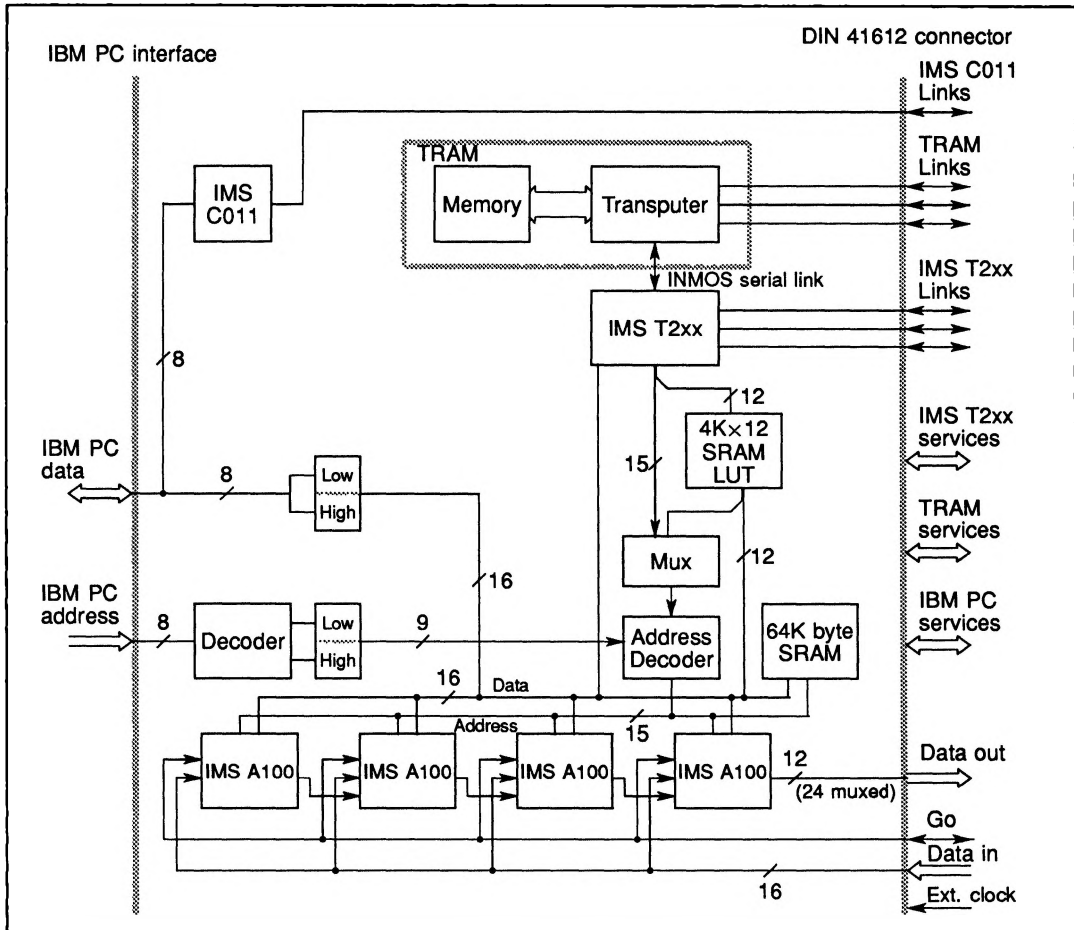 IBM PC interface
DIN 41612 connector
IMS C011
Links
TRAM
Memory
Transputer
TRAM
Links
IMS
C011
INMOS serial link
IMS T2xx
IMS T2xx
Links
8
12
4K×12
SRAM
LUT
15
IMS T2xx
services
IBM PC
data
8
Low
High
16
Mux
12
TRAM
services
IBM PC
address
8
Decoder
Low
High
9
Address
Decoder
64K byte
SRAM
IBM PC
services
16
Data
Address
15
IMS A100
IMS A100
IMS A100
IMS A100
12
(24 muxed)
Data out
Go
Data in
16
Ext. clock